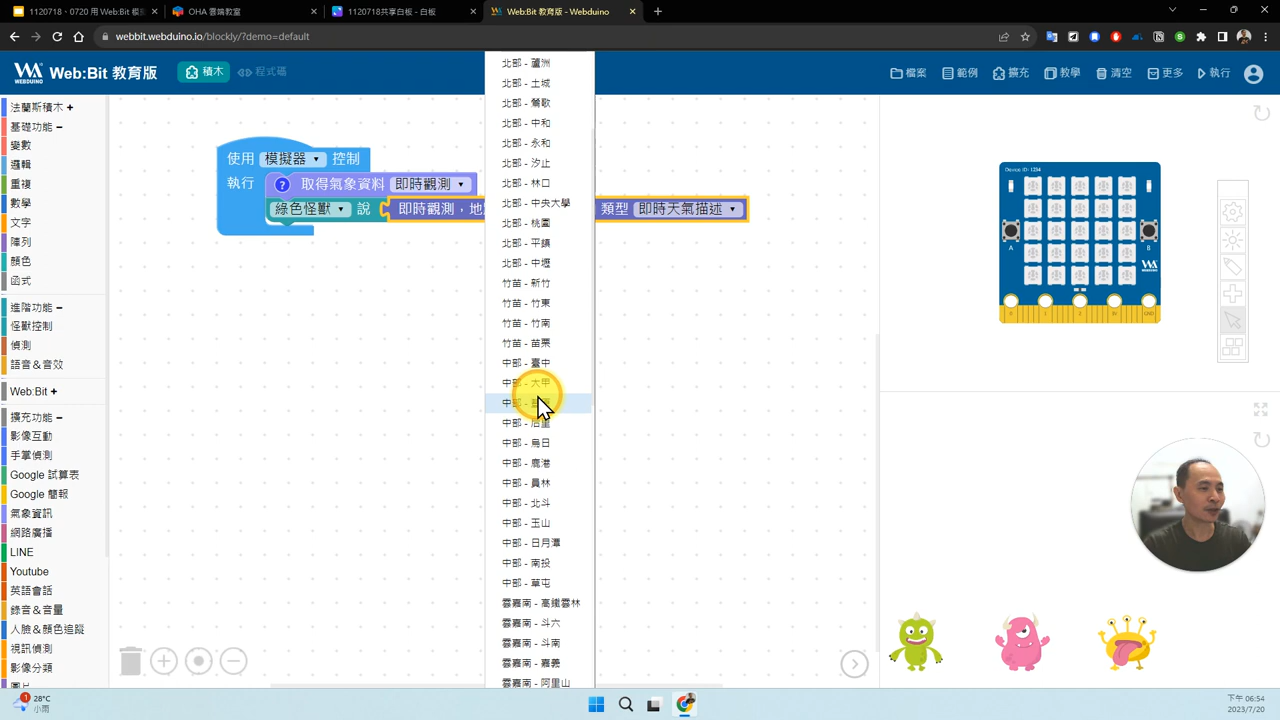 1120718、0720 用 Web:Bit 模
OHA 雲端教室
1120718共享白板 - 白板
Web:Bit 教育版 - Webduino
webbit.webduino.io/blockly/?demo=default
WEBDUINO
Web:Bit 教育版
積木
程式碼
檔案
範例
擴充
教學
清空
更多
執行
法蘭斯積木
基礎功能
變數
邏輯
重複
數學
文字
陣列
顏色
函式
進階功能
怪獸控制
偵測
語音＆音效
Web:Bit
擴充功能
影像互動
手掌偵測
Google 試算表
Google 簡報
氣象資訊
網路廣播
LINE
Youtube
英語會話
錄音＆音量
人臉＆顏色追蹤
視訊偵測
影像分類
使用 模擬器 控制
執行
? 取得氣象資料 即時觀測
綠色怪獸 說 即時觀測，地
類型 即時天氣描述
北部 - 蘆洲
北部 - 土城
北部 - 鶯歌
北部 - 中和
北部 - 永和
北部 - 汐止
北部 - 林口
北部 - 中央大學
北部 - 桃園
北部 - 平鎮
北部 - 中壢
竹苗 - 新竹
竹苗 - 竹東
竹苗 - 竹南
竹苗 - 苗栗
中部 - 臺中
中部 - 大甲
中部
中部 - 后里
中部 - 烏日
中部 - 鹿港
中部 - 員林
中部 - 北斗
中部 - 玉山
中部 - 日月潭
中部 - 南投
中部 - 草屯
雲嘉南 - 高鐵雲林
雲嘉南 - 斗六
雲嘉南 - 斗南
雲嘉南 - 嘉義
雲嘉南 - 阿里山
Device ID: 1234
A
B
GND
1
28°C
小雨
下午 06:54
2023/7/20